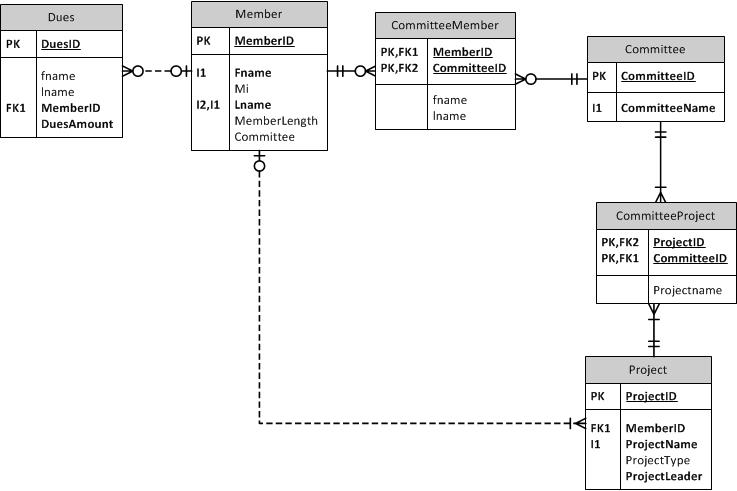 Dues
PK DuesID
fname
lname
FK1 MemberID
DuesAmount
Member
PK MemberID
I1 Fname
Mi
I2,I1 Lname
MemberLength
Committee
CommitteeMember
PK,FK1 MemberID
PK,FK2 CommitteeID
fname
lname
Committee
PK CommitteeID
I1 CommitteeName
CommitteeProject
PK,FK2 ProjectID
PK,FK1 CommitteeID
Projectname
Project
PK ProjectID
FK1 MemberID
I1 ProjectName
ProjectType
ProjectLeader